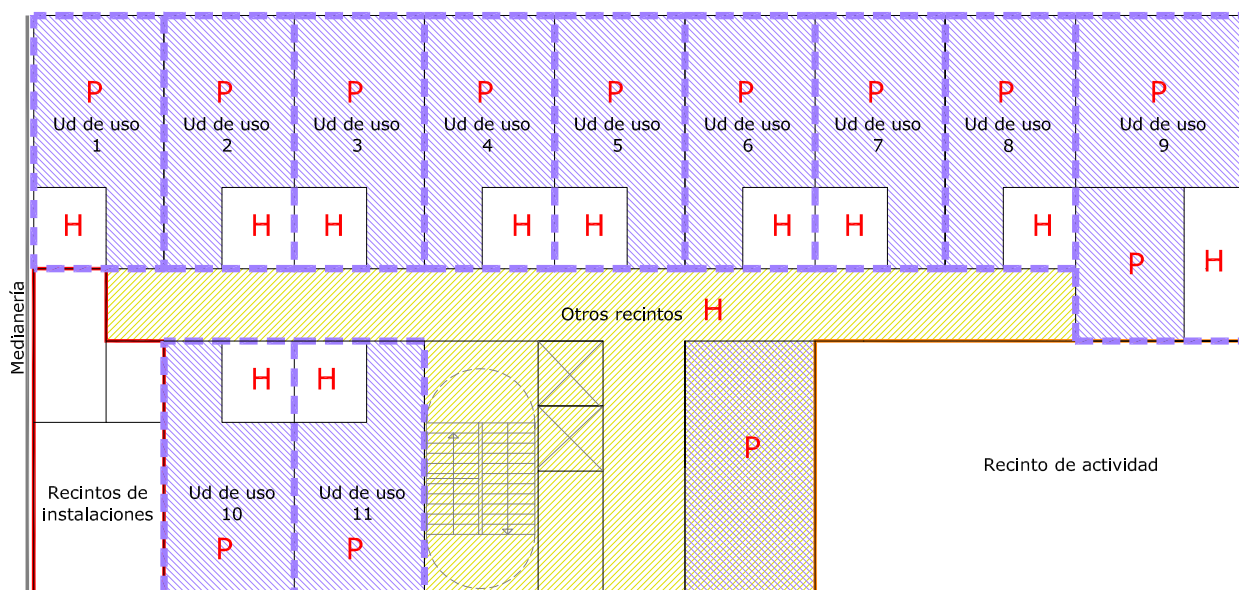 P P P P P P P P P
Ud de uso Ud de uso Ud de uso Ud de uso Ud de uso Ud de uso Ud de uso Ud de uso Ud de uso
1 2 3 4 5 6 7 8 9
H H H H H H H H H
P
Otros recintos H
Medianería
H H
P
Recinto de actividad
Recintos de
instalaciones
Ud de uso Ud de uso
10 11
P P